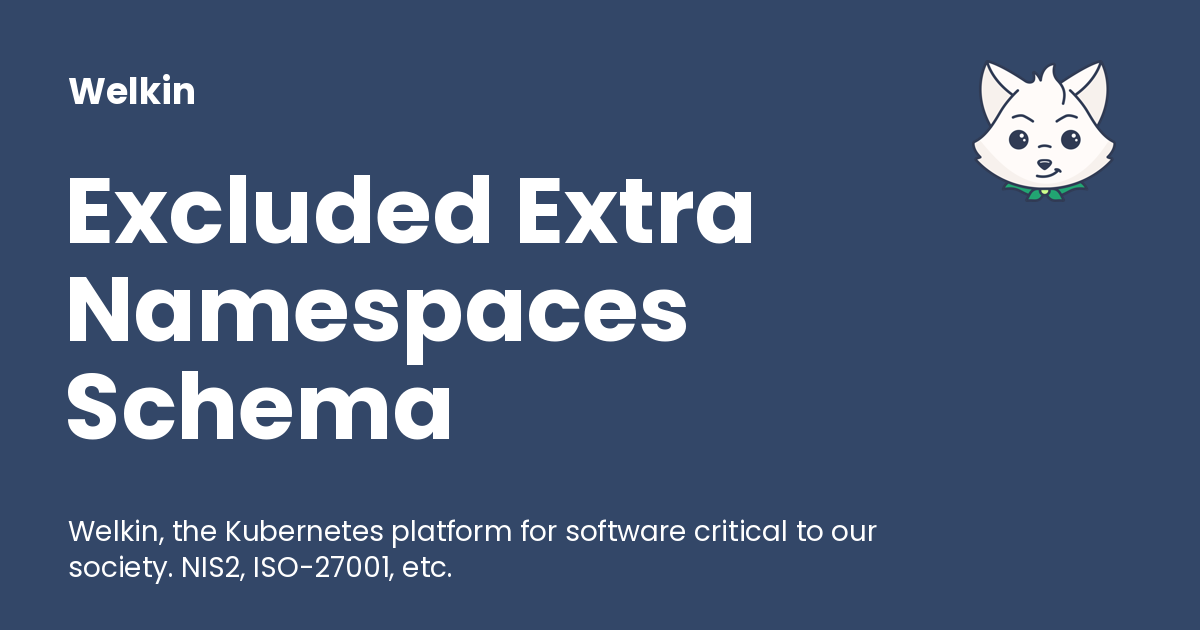 Welkin
Excluded Extra
Namespaces
Schema
Welkin, the Kubernetes platform for software critical to our
society. NIS2, ISO-27001, etc.